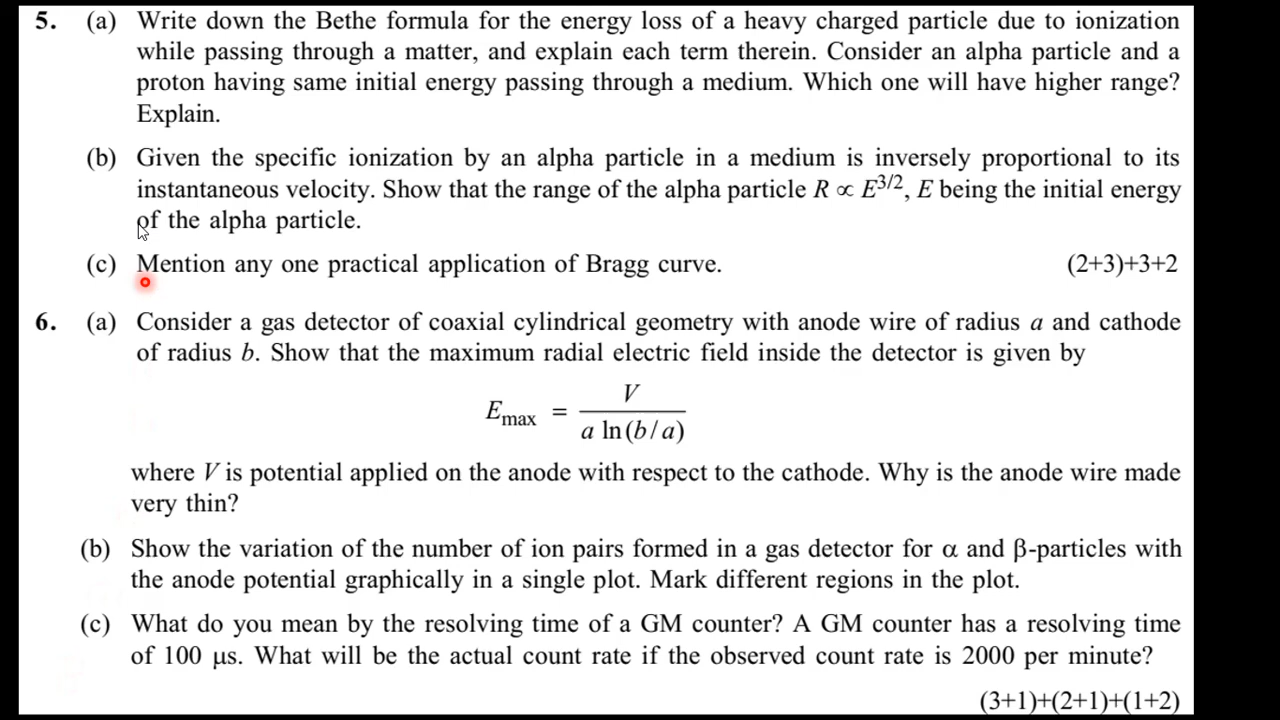 5. (a) Write down the Bethe formula for the energy loss of a heavy charged particle due to ionization
while passing through a matter, and explain each term therein. Consider an alpha particle and a
proton having same initial energy passing through a medium. Which one will have higher range?
Explain.
(b) Given the specific ionization by an alpha particle in a medium is inversely proportional to its
instantaneous velocity. Show that the range of the alpha particle R ∝ E^{3/2}, E being the initial energy
of the alpha particle.
(c) Mention any one practical application of Bragg curve. (2+3)+3+2
6. (a) Consider a gas detector of coaxial cylindrical geometry with anode wire of radius a and cathode
of radius b. Show that the maximum radial electric field inside the detector is given by
E_{max} = V / (a ln(b/a))
where V is potential applied on the anode with respect to the cathode. Why is the anode wire made
very thin?
(b) Show the variation of the number of ion pairs formed in a gas detector for α and β-particles with
the anode potential graphically in a single plot. Mark different regions in the plot.
(c) What do you mean by the resolving time of a GM counter? A GM counter has a resolving time
of 100 μs. What will be the actual count rate if the observed count rate is 2000 per minute?
(3+1)+(2+1)+(1+2)